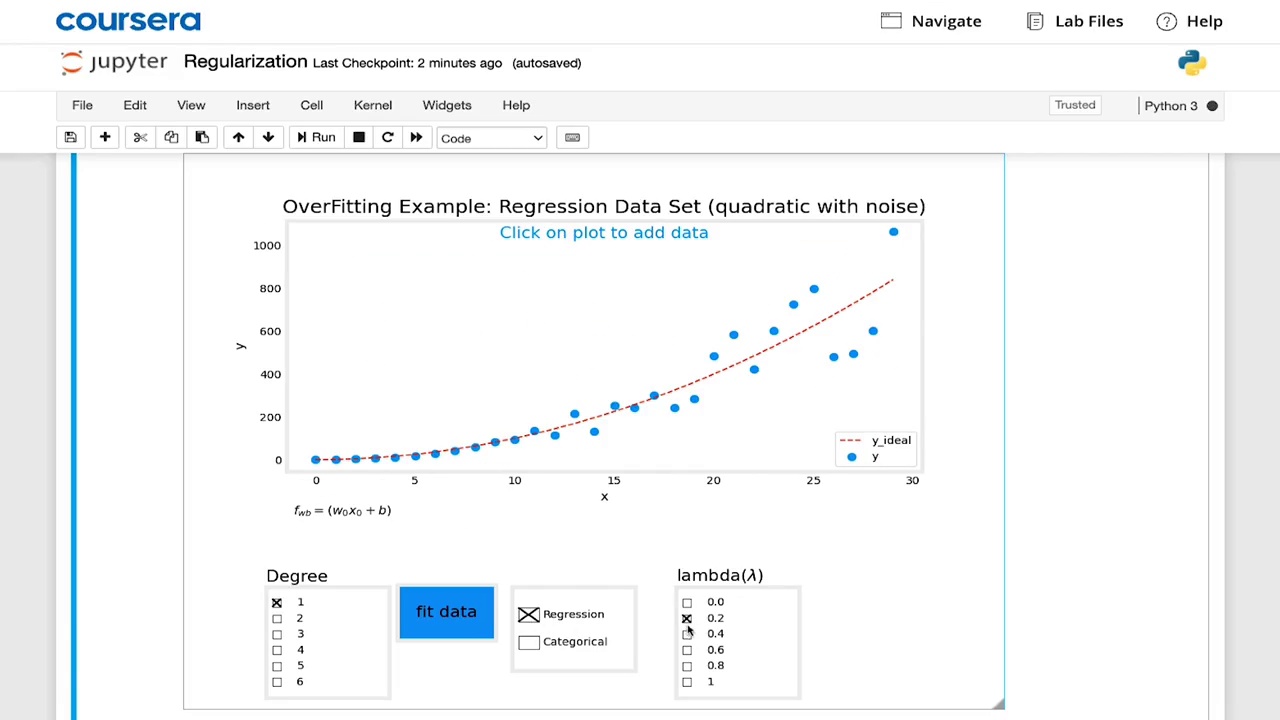 coursera Navigate Lab Files Help
jupyter Regularization Last Checkpoint: 2 minutes ago (autosaved)
File Edit View Insert Cell Kernel Widgets Help Trusted Python 3
Run Code
OverFitting Example: Regression Data Set (quadratic with noise)
Click on plot to add data
1000
800
600
y
400
200
0
y_ideal
y
0 5 10 15 20 25 30
x
f_wb = (w₀x₀ + b)
Degree
1
2
3
4
5
6
fit data
Regression
Categorical
lambda(λ)
0.0
0.2
0.4
0.6
0.8
1